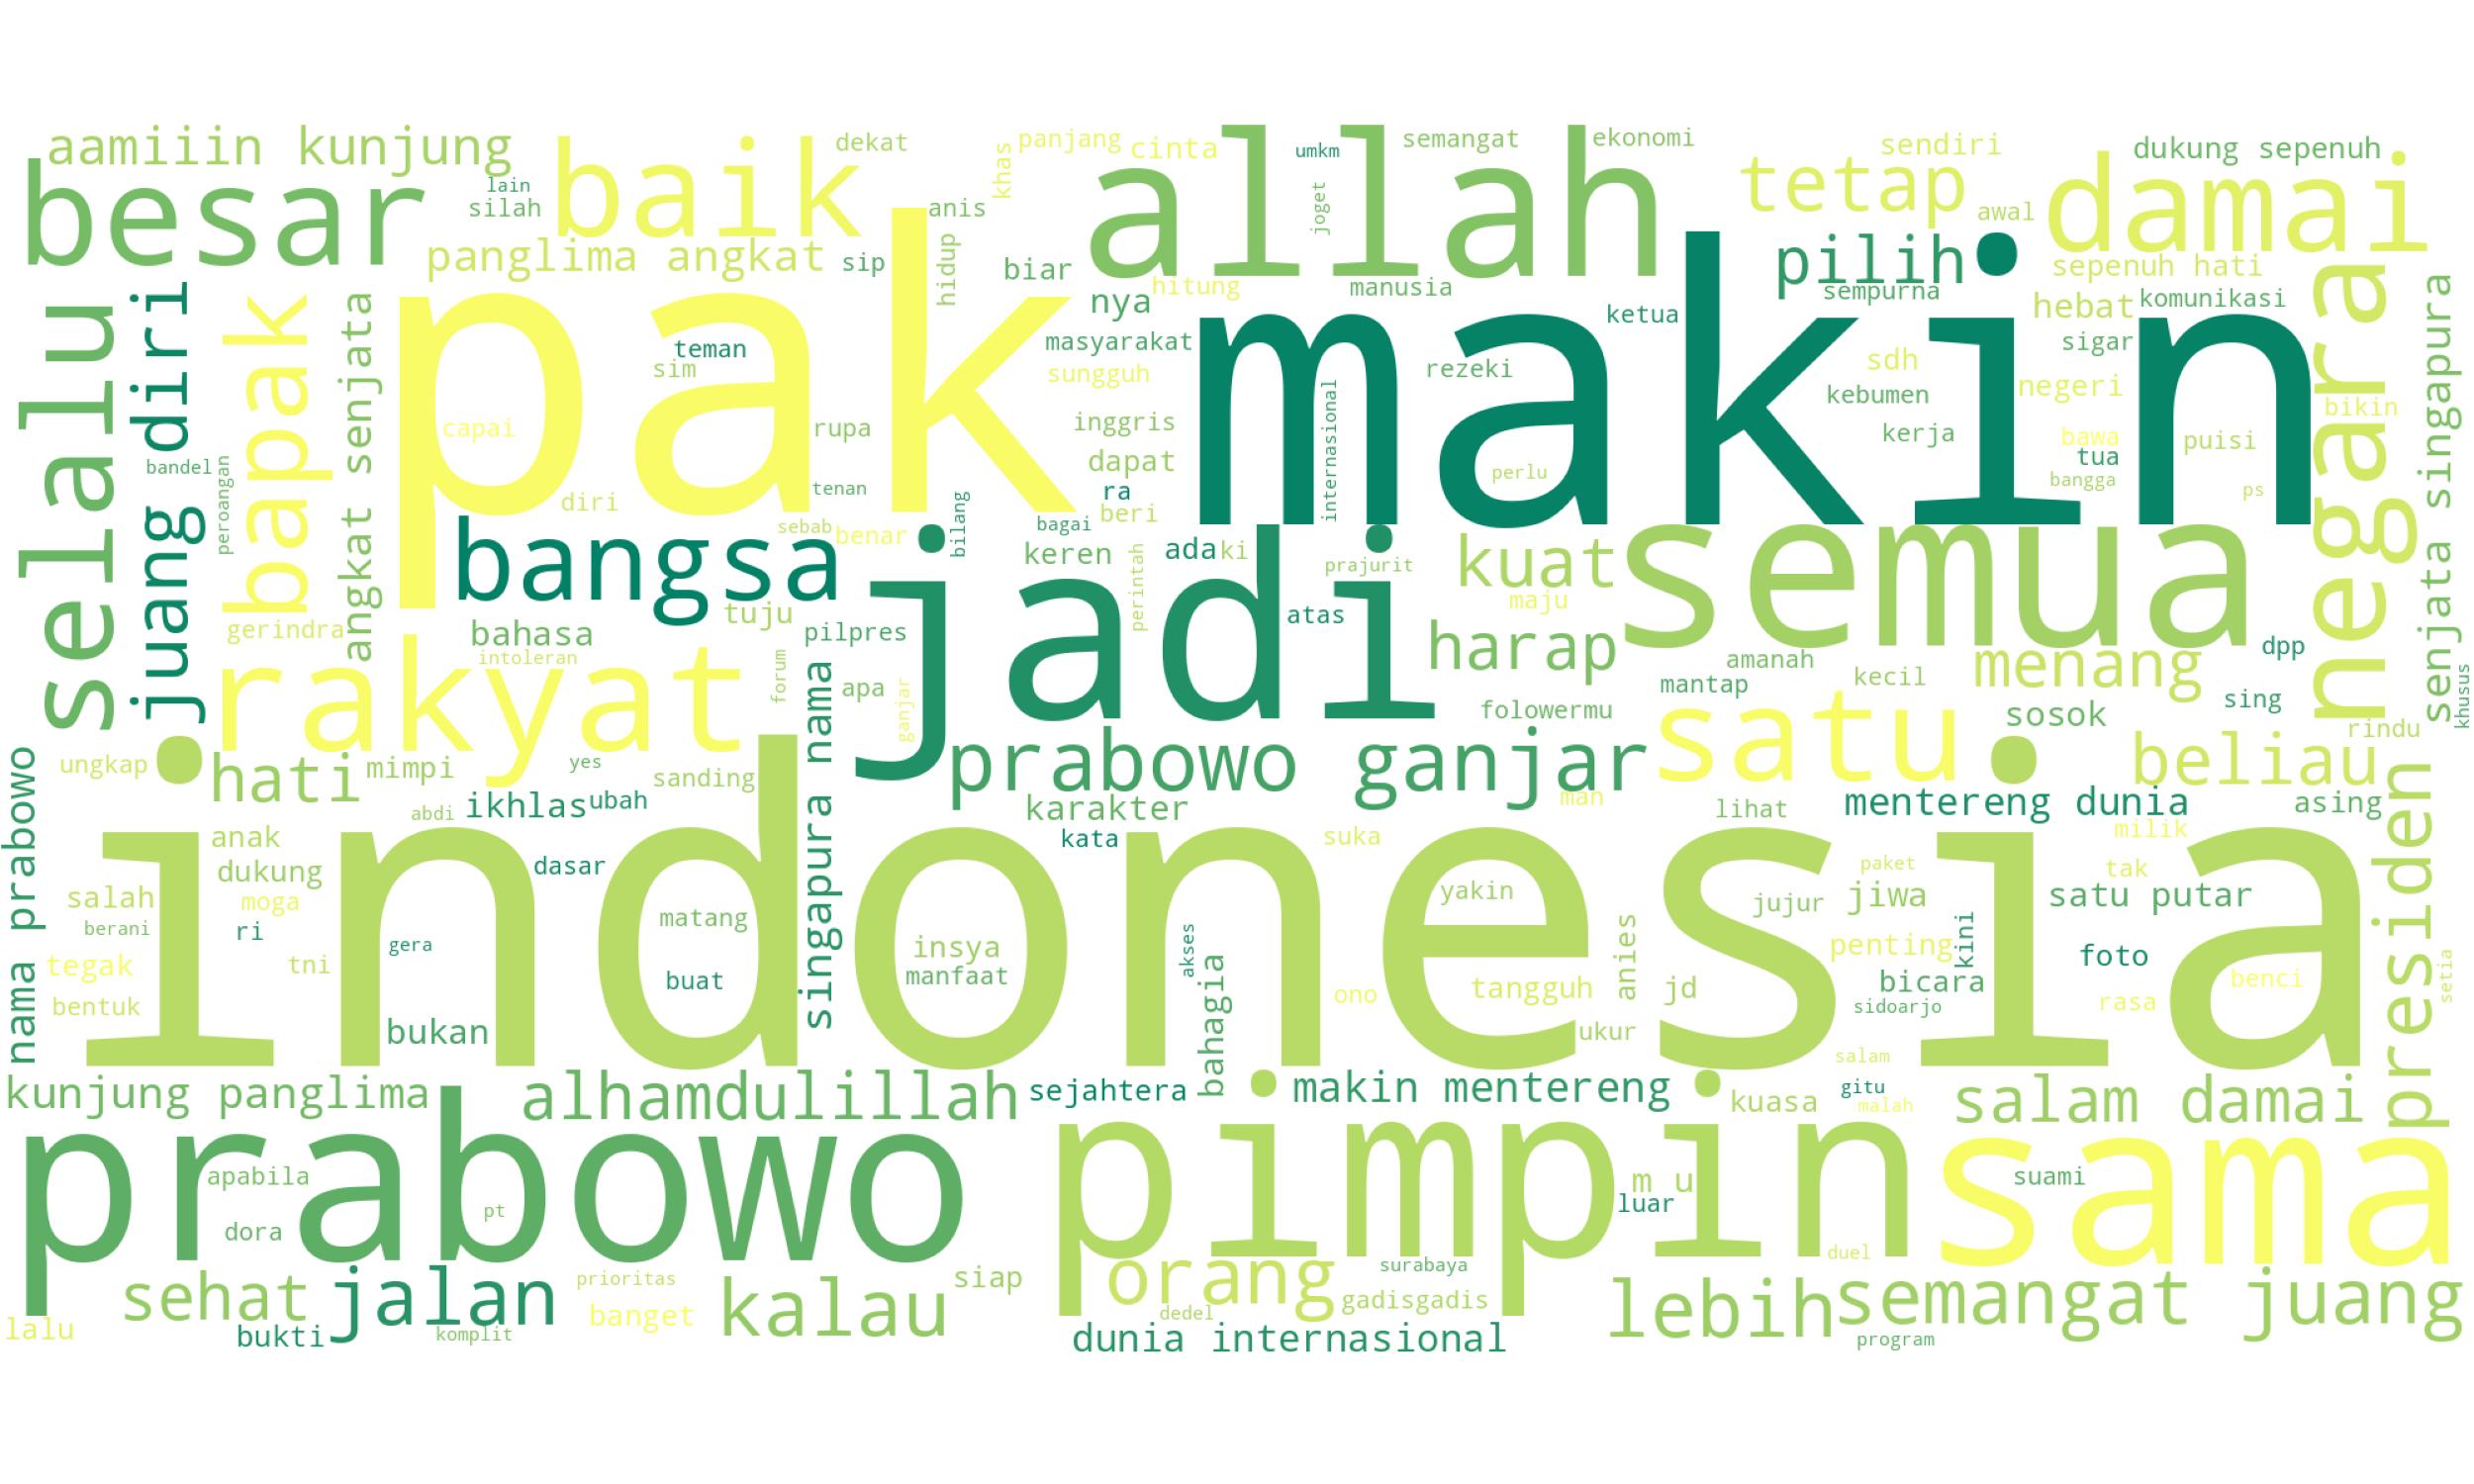 aamiiin kunjung
besar
baik
dekat
khas
panjang
cinta
umkm
semangat
ekonomi
sendiri
dukung sepenuh
lain
silah
anis
joget
allah
tetap
awal
damai
panglima angkat
sip
hidup
biar
hitung
manusia
pilih
sempurna
sepenuh hati
hebat
komunikasi
nya
selalu
juang diri
bapak
angkat senjata
pak
makin
negara
senjata singapura
teman
sim
masyarakat
sungguh
rezeki
ketua
sdh
negeri
sigar
kebumen
bikin
capai
rupa
inggris
internasional
kerja
bawa
puisi
bandel
peroangan
dapat
perlu
tua
bangga
ps
diri
tenan
ra
beri
bangsa
sebab
benar
bilang
bagai
keren
ada
ki
prajurit
kuat
semua
perintah
jadi
maju
tuju
atas
gerindra
bahasa
pilpres
harap
intoleran
forum
amanah
menang
dpp
rakyat
apa
ganjar
mantap
kecil
sing
khusus
singapura nama
folowermu
satu
sosok
rindu
nama prabowo
ungkap
hati
mimpi
yes
sanding
prabowo ganjar
beliau
abdi
ikhlas
ubah
karakter
man
lihat
mentereng dunia
asing
presiden
indonesia
anak
kata
suka
milik
dukung
dasar
paket
tak
salah
moga
matang
yakin
jujur
jiwa
satu putar
berani
ri
gera
insya
akses
anies
penting
kini
foto
tegak
tni
buat
manfaat
bahagia
ono
tangguh
jd
bicara
benci
setia
bentuk
bukan
ukur
sidoarjo
rasa
salam
kunjung panglima
alhamdulillah
sejahtera
makin mentereng
kuasa
gitu
malah
salam damai
prabowo
pimpin
sama
apabila
m u
suami
pt
luar
dora
duel
sehat
jalan
prioritas
siap
orang
surabaya
lebih
semangat juang
banget
kalau
dedel
gadisgadis
lalu
bukti
komplit
dunia internasional
program